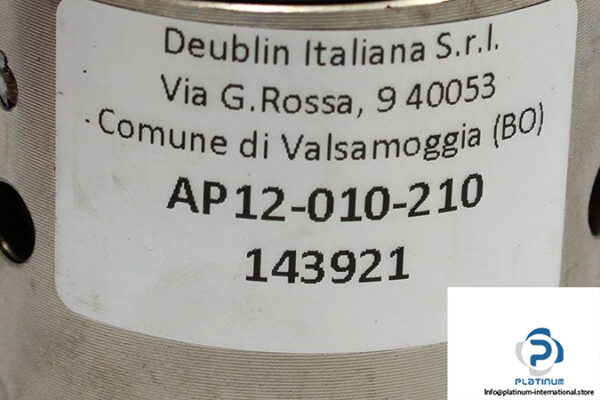 Deublin Italiana S.r.l.
Via G.Rossa, 9 40053
Comune di Valsamoggia (BO)
AP12-010-210
143921
PLATINUM
Info@platinum-international.store